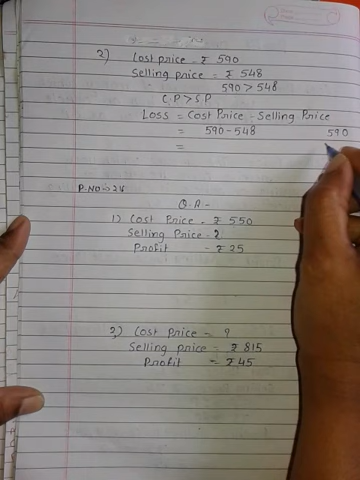 2) Cost price - ₹ 590
Selling price = ₹ 548
590 > 548
C.P > S P
Loss = Cost Price - Selling Price
= 590 - 548 590
=
P.NO :- 28
Q.A -
1) Cost Price - ₹ 550
Selling Price - ?
Profit - ₹ 25
2) Cost Price = ?
Selling price = ₹ 815
Profit = ₹ 45